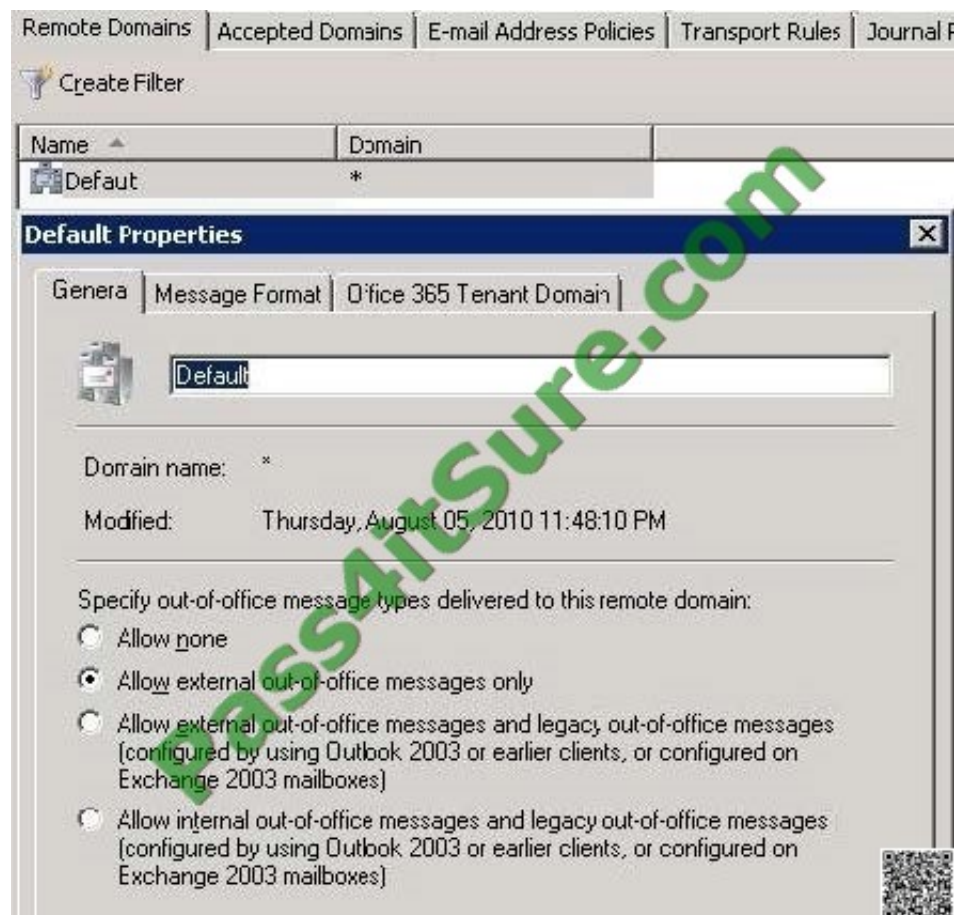 Remote Domains Accepted Domains E-mail Address Policies Transport Rules Journal
Create Filter
Name Domain
Defaut *
Default Properties
Genera Message Format Office 365 Tenant Domain
Default
Domain name: *
Modified: Thursday, August 05, 2010 11:48:10 PM
Specify out-of-office message types delivered to this remote domain:
Allow none
Allow external out-of-office messages only
Allow external out-of-office messages and legacy out-of-office messages
(configured by using Outlook 2003 or earlier clients, or configured on
Exchange 2003 mailboxes)
Allow internal out-of-office messages and legacy out-of-office messages
(configured by using Outlook 2003 or earlier clients, or configured on
Exchange 2003 mailboxes)
Pass4itSure.com